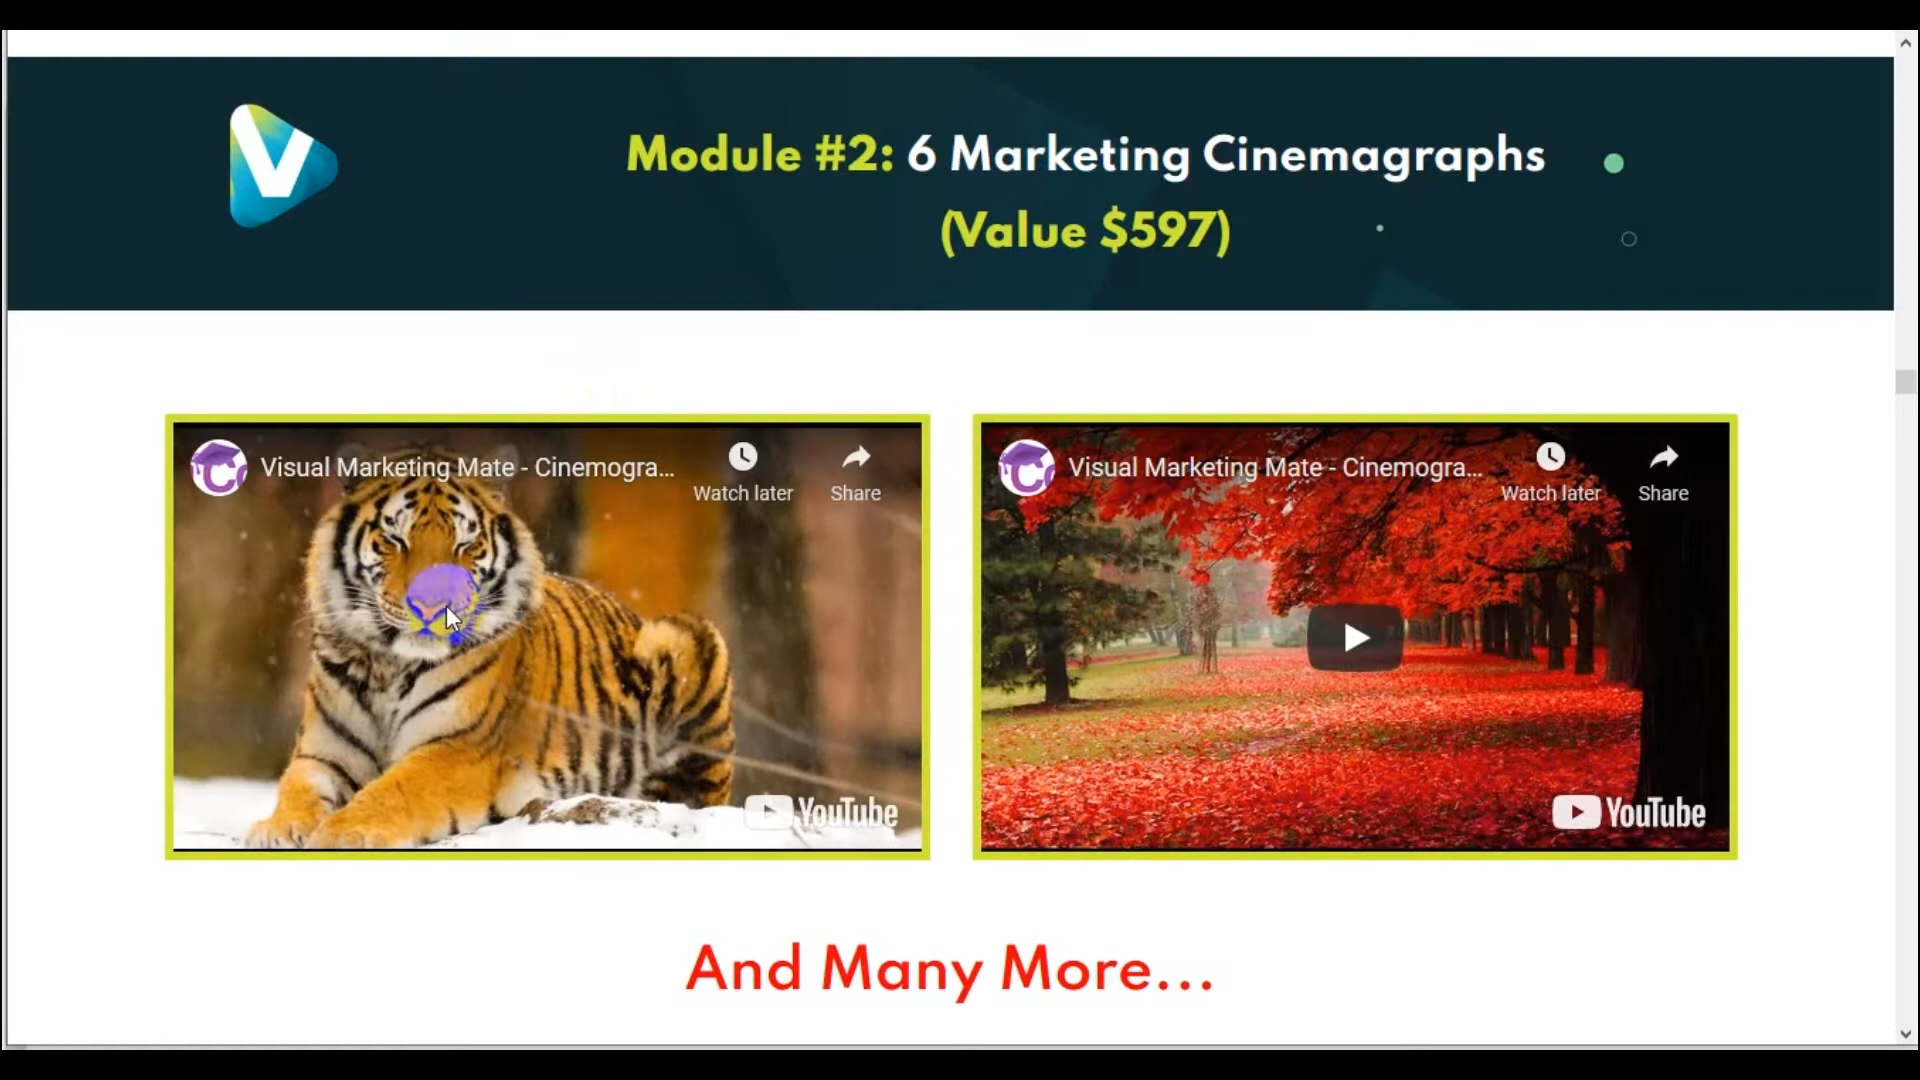 V
Module #2: 6 Marketing Cinemagraphs
(Value $597)
Visual Marketing Mate - Cinemogra...
Watch later
Share
YouTube
Visual Marketing Mate - Cinemogra...
Watch later
Share
YouTube
And Many More...